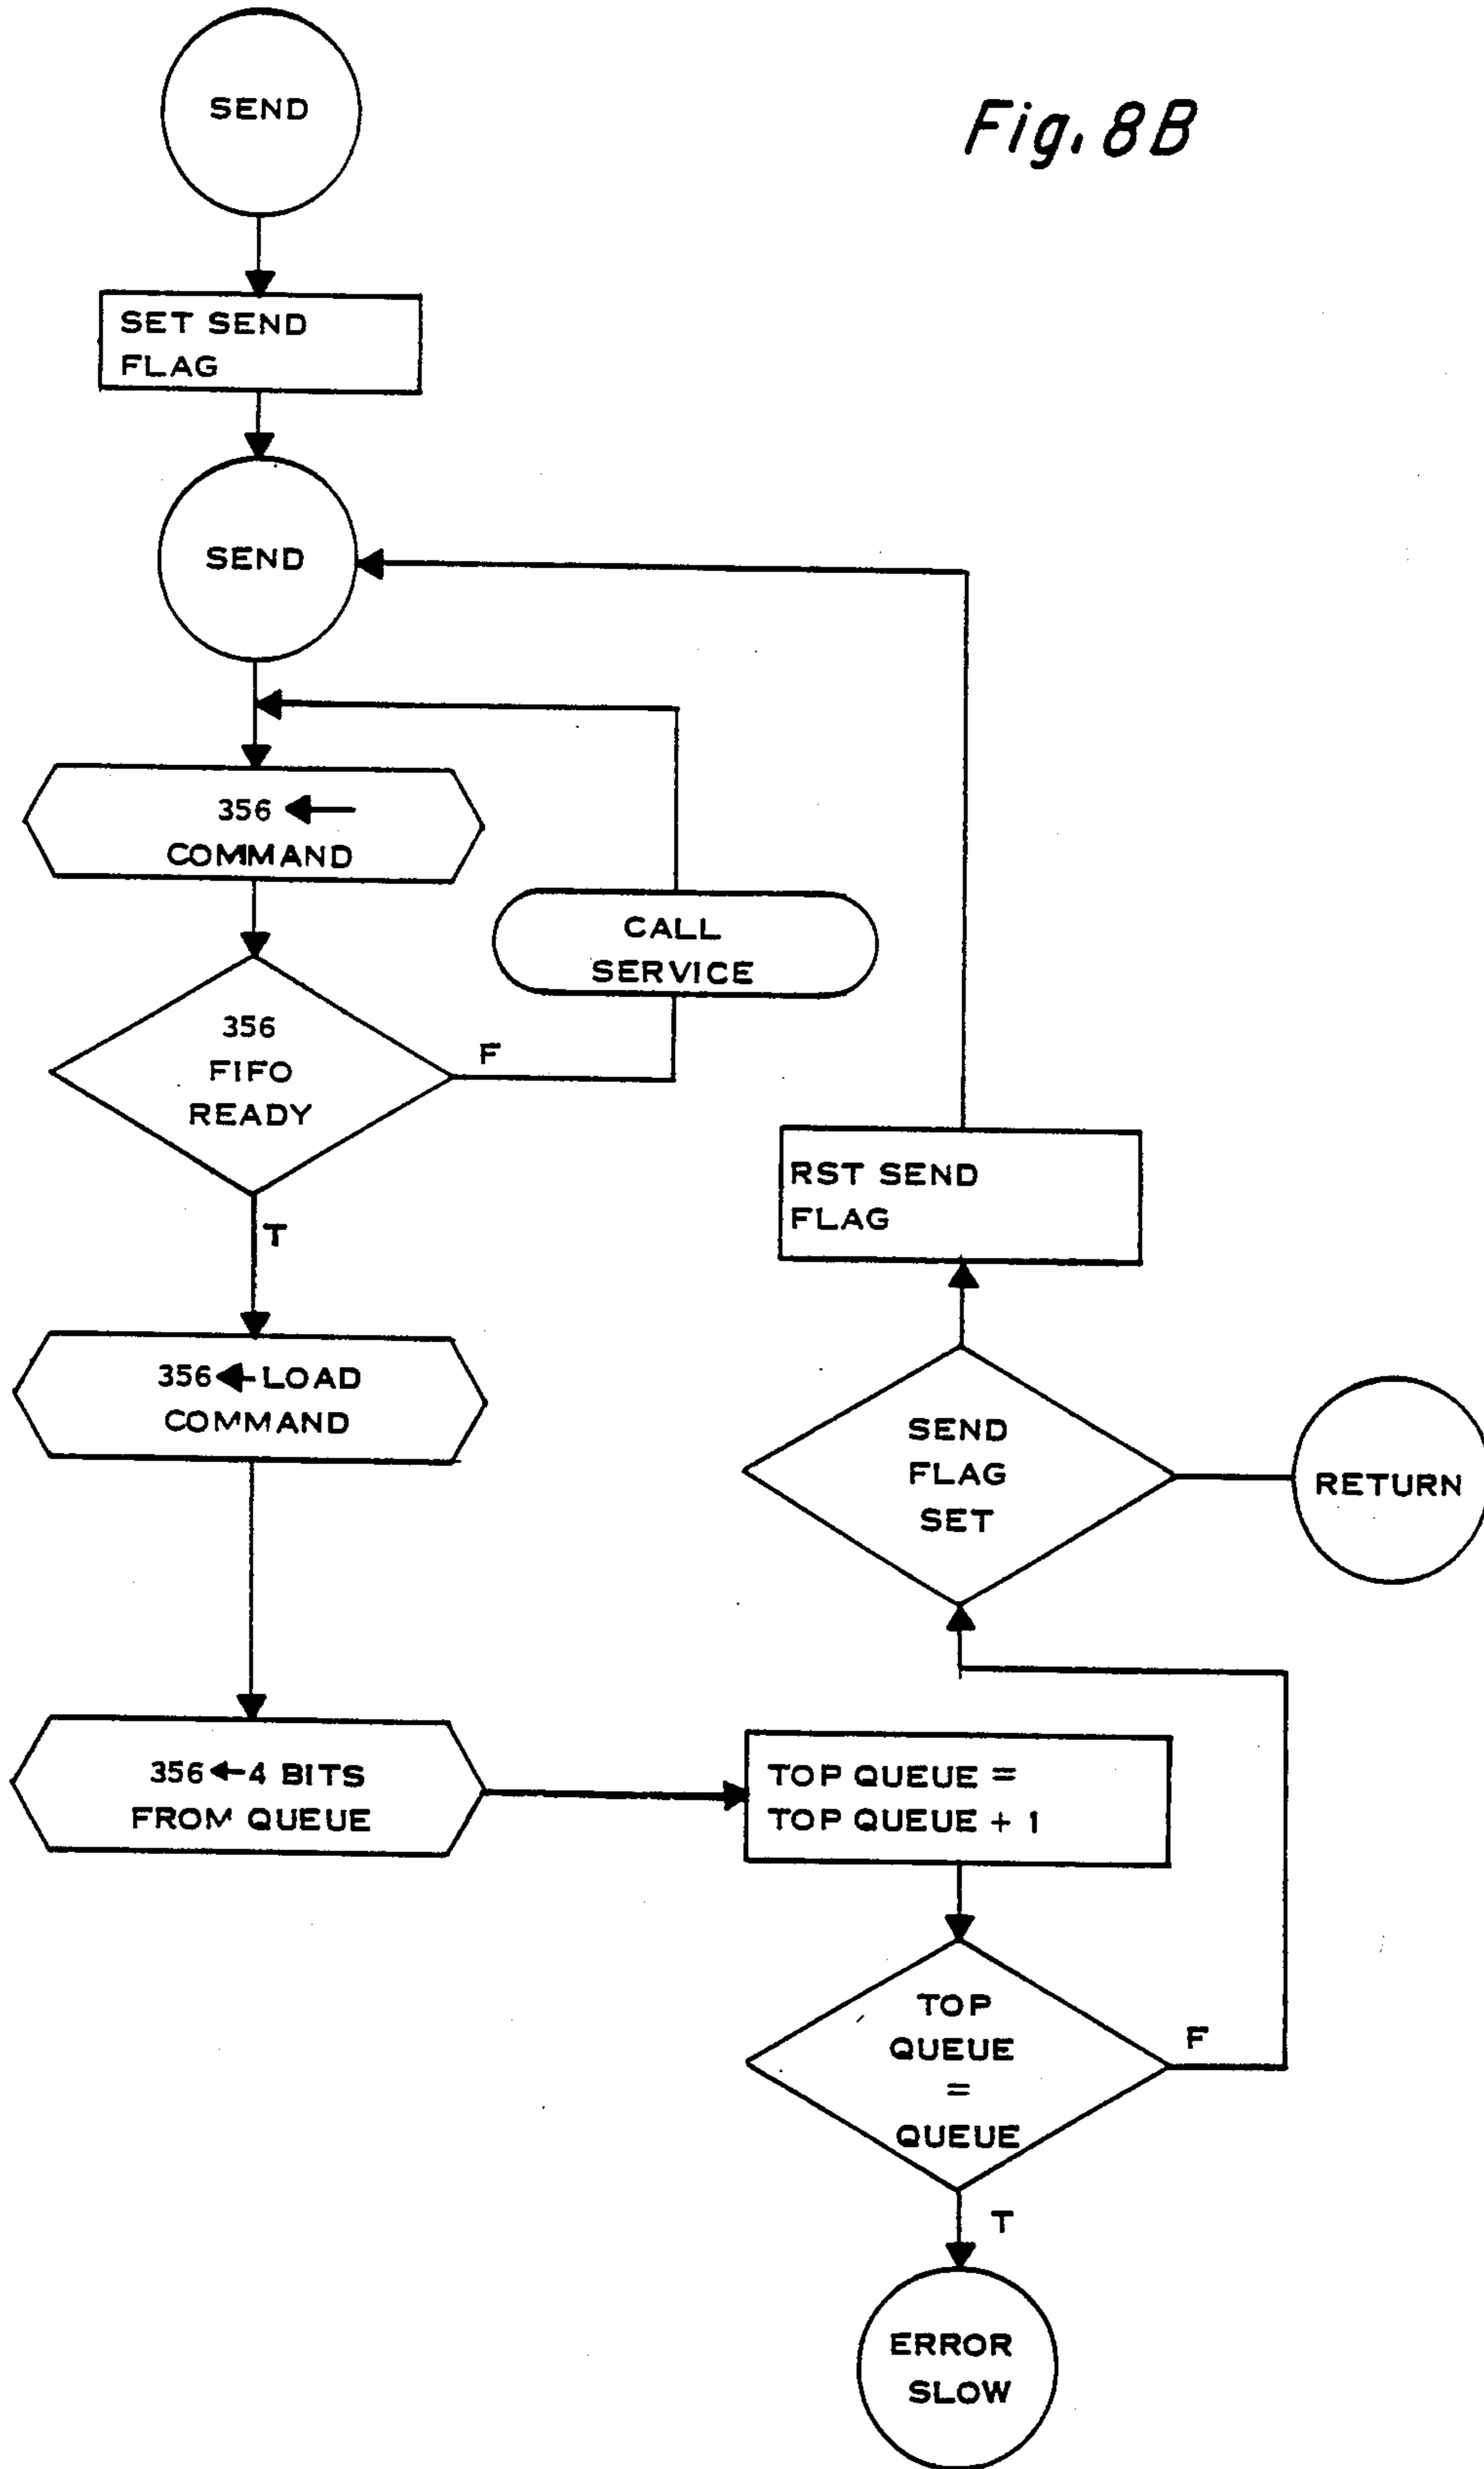 Fig. 8B
SEND
SET SEND
FLAG
SEND
356 ←
COMMAND
CALL
SERVICE
356
FIFO
READY
F
T
356 ← LOAD
COMMAND
356 ← 4 BITS
FROM QUEUE
TOP QUEUE =
TOP QUEUE + 1
TOP
QUEUE
=
QUEUE
F
T
ERROR
SLOW
SEND
FLAG
SET
RETURN
RST SEND
FLAG